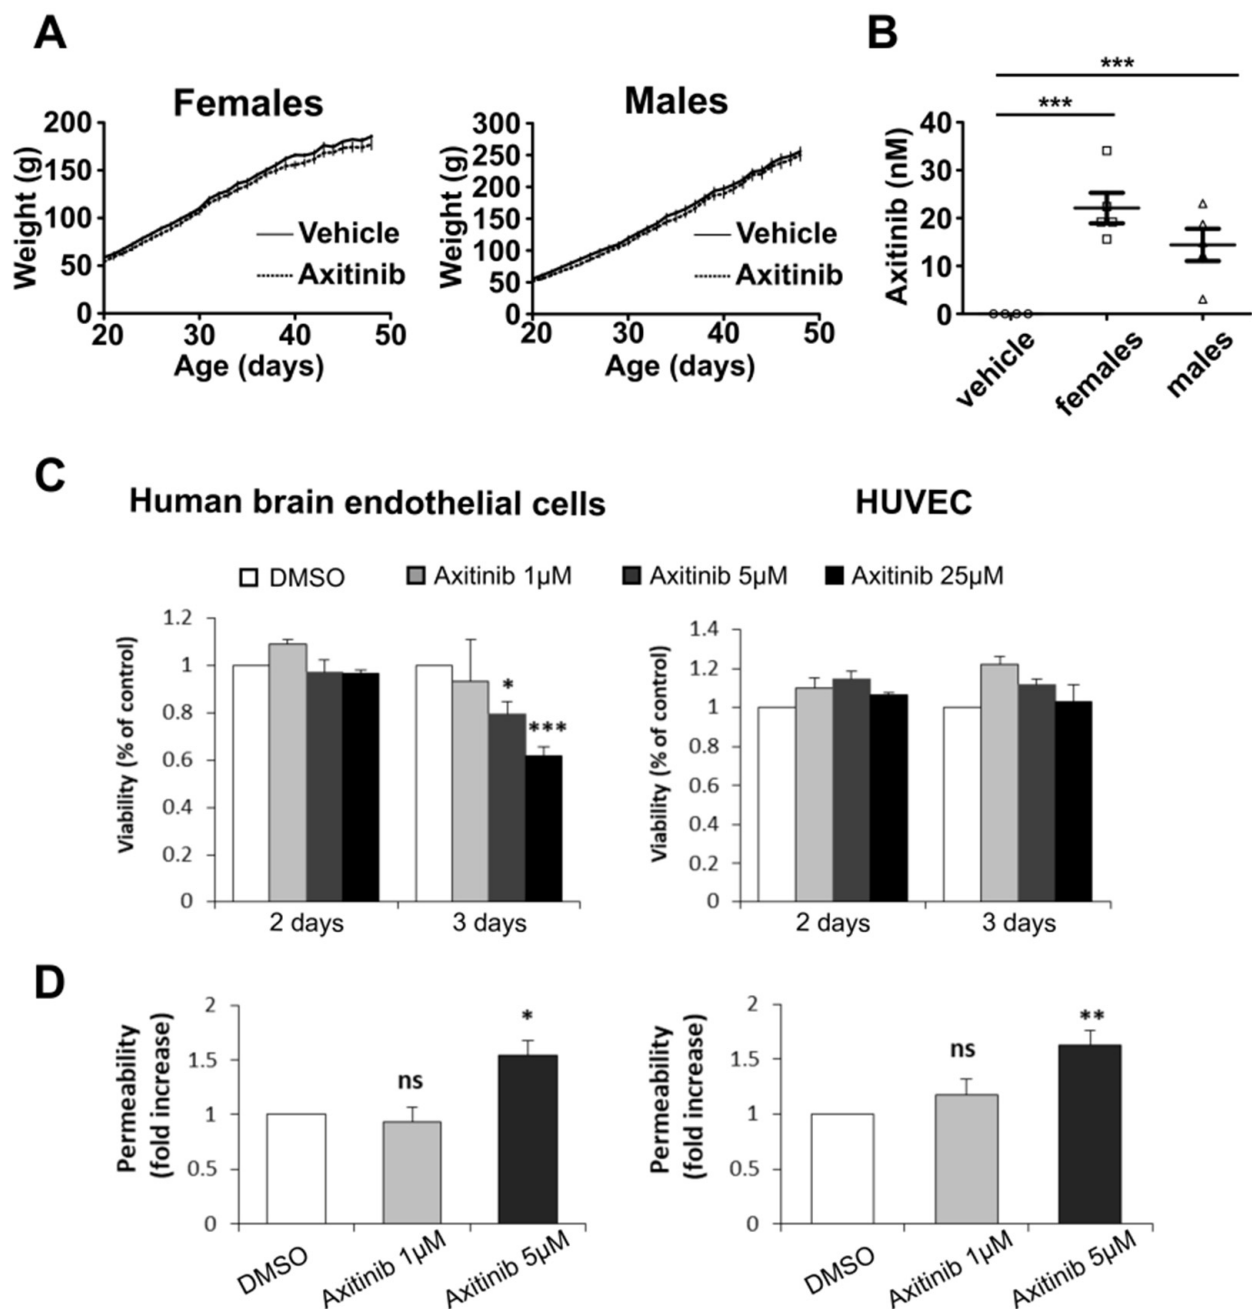 A
Females
Weight (g)
200
150
100
50
0
Vehicle
Axitinib
20 30 40 50
Age (days)
Males
Weight (g)
300
250
200
150
100
50
0
Vehicle
Axitinib
20 30 40 50
Age (days)
B
***
***
Axitinib (nM)
40
30
20
10
0
vehicle
females
males
C
Human brain endothelial cells
HUVEC
DMSO Axitinib 1µM Axitinib 5µM Axitinib 25µM
Viability (% of control)
1.2
1
0.8
0.6
0.4
0.2
0
*
***
2 days 3 days
Viability (% of control)
1.4
1.2
1
0.8
0.6
0.4
0.2
0
2 days 3 days
D
Permeability
(fold increase)
2
1.5
1
0.5
0
ns
*
DMSO
Axitinib 1µM
Axitinib 5µM
Permeability
(fold increase)
2
1.5
1
0.5
0
ns
**
DMSO
Axitinib 1µM
Axitinib 5µM